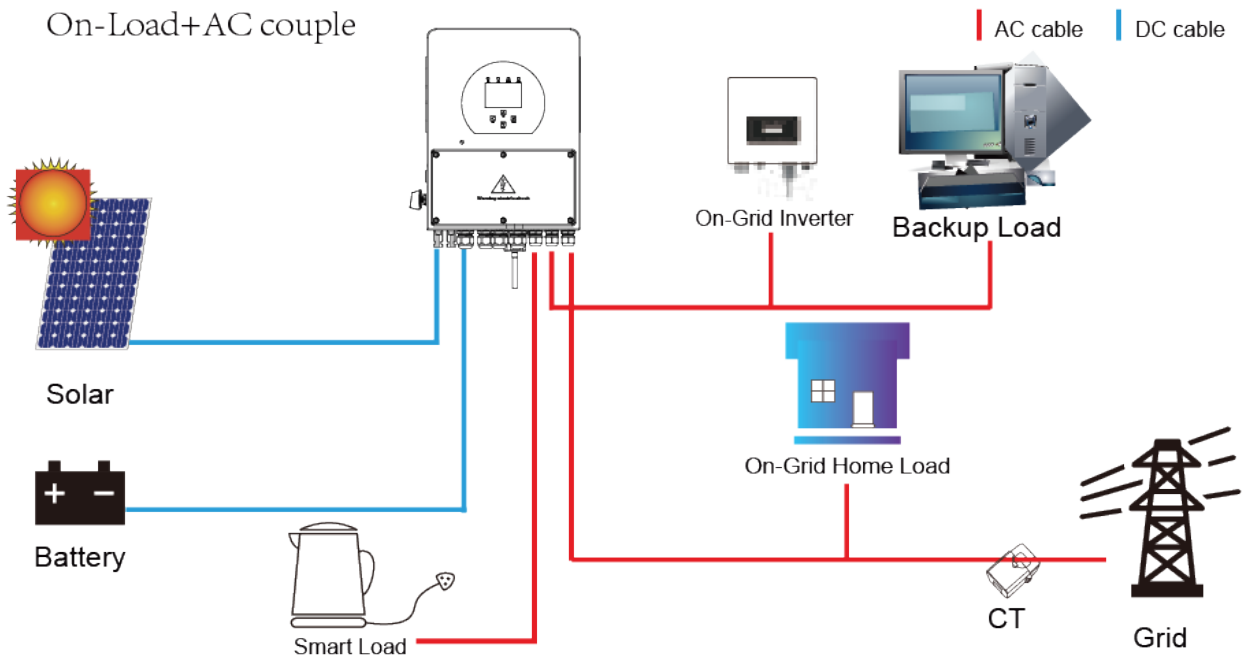 On-Load+AC couple
AC cable
DC cable
On-Grid Inverter
Backup Load
Solar
On-Grid Home Load
Battery
Smart Load
CT
Grid